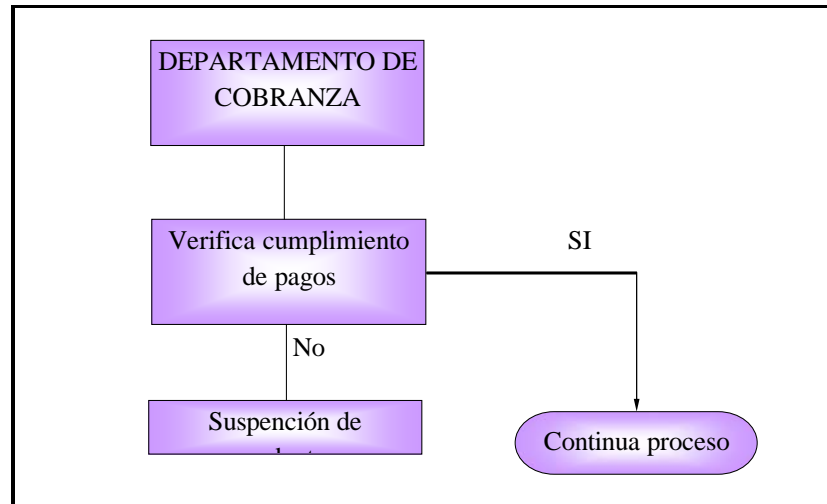 DEPARTAMENTO DE
COBRANZA
Verifica cumplimiento
de pagos
SI
No
Suspención de
Continua proceso